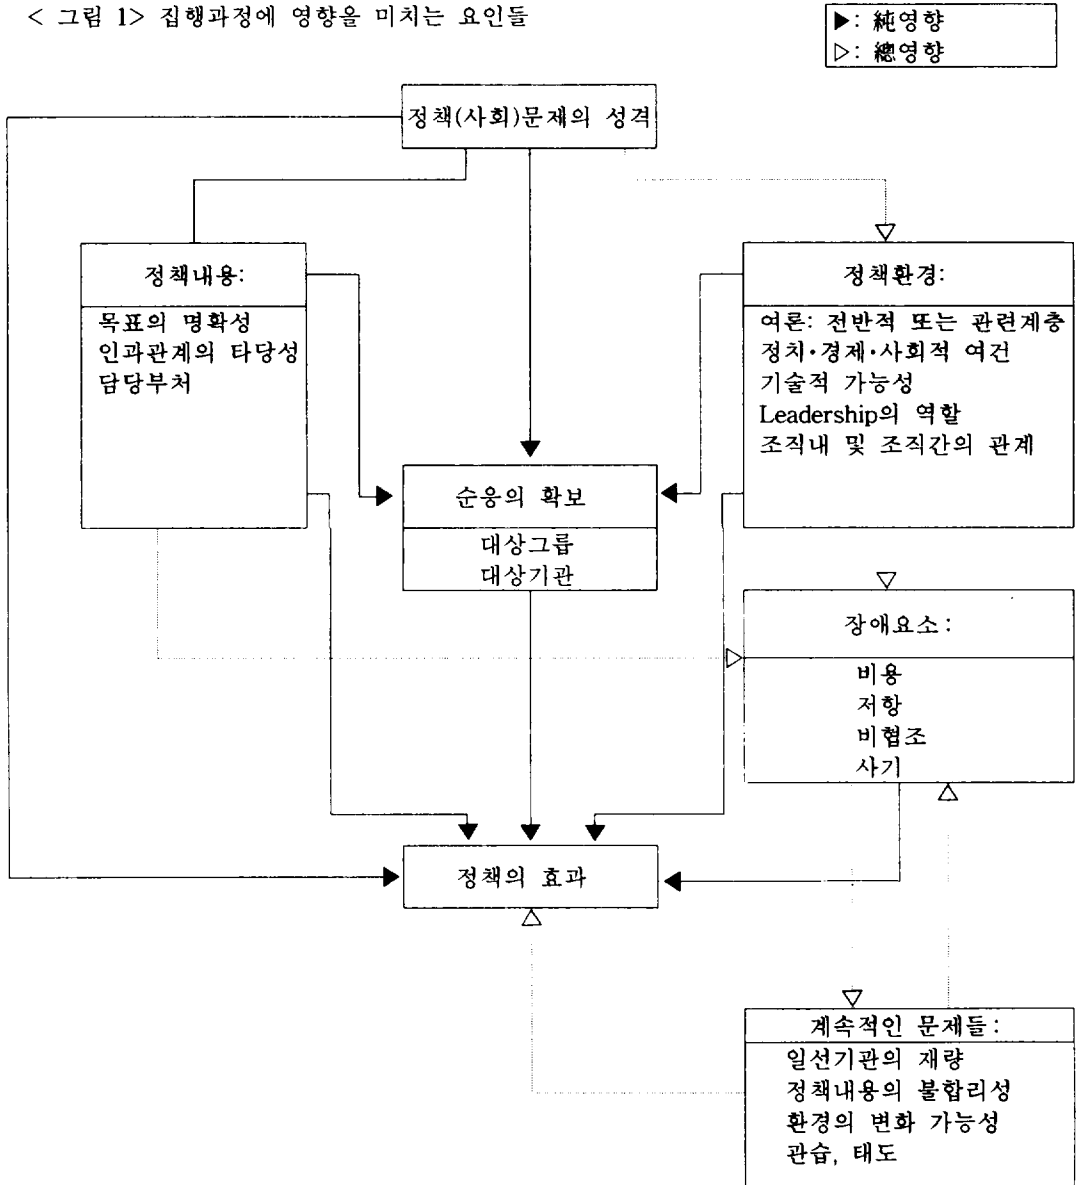 < 그림 1> 집행과정에 영향을 미치는 요인들
▶: 純영향
▷: 總영향
정책(사회)문제의 성격
정책내용:
목표의 명확성
인과관계의 타당성
담당부처
정책환경:
여론: 전반적 또는 관련계층
정치·경제·사회적 여건
기술적 가능성
Leadership의 역할
조직내 및 조직간의 관계
순응의 확보
대상그룹
대상기관
장애요소:
비용
저항
비협조
사기
정책의 효과
계속적인 문제들:
일선기관의 재량
정책내용의 불합리성
환경의 변화 가능성
관습, 태도